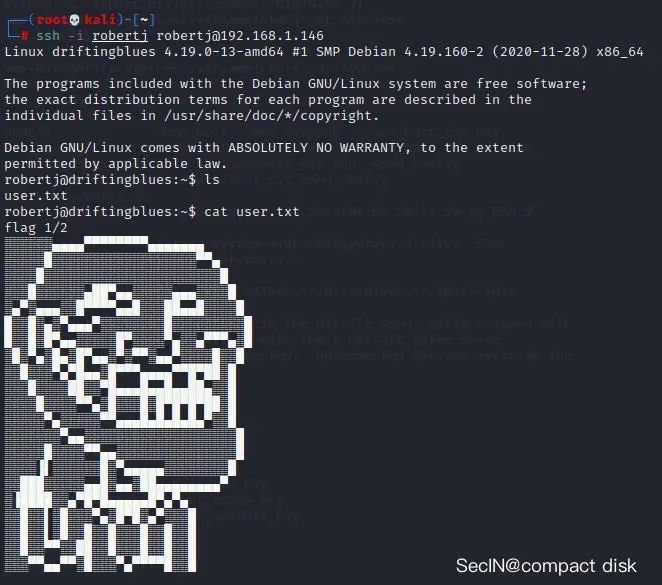 ┌──(root💀kali)-[~]
└─# ssh -i robertj robertj@192.168.1.146
Linux driftingblues 4.19.0-13-amd64 #1 SMP Debian 4.19.160-2 (2020-11-28) x86_64
The programs included with the Debian GNU/Linux system are free software;
the exact distribution terms for each program are described in the
individual files in /usr/share/doc/*/copyright.
Debian GNU/Linux comes with ABSOLUTELY NO WARRANTY, to the extent
permitted by applicable law.
robertj@driftingblues:~$ ls
user.txt
robertj@driftingblues:~$ cat user.txt
flag 1/2
SecIN@compact disk